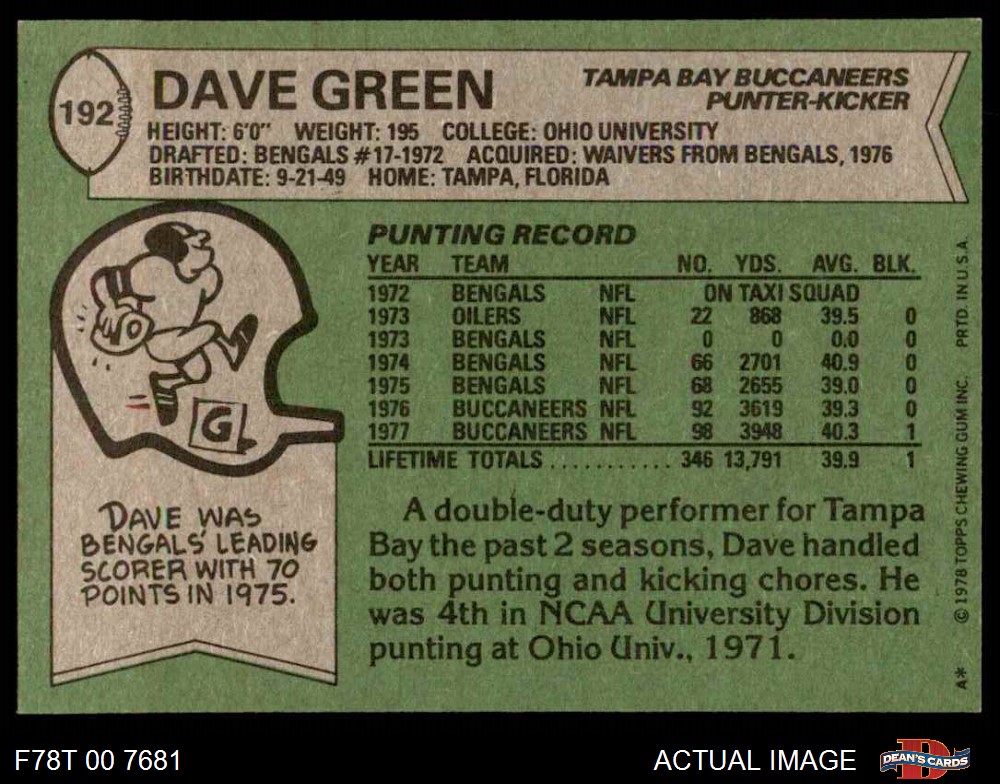 192
DAVE GREEN
TAMPA BAY BUCCANEERS
PUNTER-KICKER
HEIGHT: 6'0" WEIGHT: 195 COLLEGE: OHIO UNIVERSITY
DRAFTED: BENGALS #17-1972 ACQUIRED: WAIVERS FROM BENGALS, 1976
BIRTHDATE: 9-21-49 HOME: TAMPA, FLORIDA
G
DAVE WAS
BENGALS' LEADING
SCORER WITH 70
POINTS IN 1975.
PUNTING RECORD
YEAR TEAM NO. YDS. AVG. BLK.
1972 BENGALS NFL ON TAXI SQUAD
1973 OILERS NFL 22 868 39.5 0
1973 BENGALS NFL 0 0 0.0 0
1974 BENGALS NFL 66 2701 40.9 0
1975 BENGALS NFL 68 2655 39.0 0
1976 BUCCANEERS NFL 92 3619 39.3 0
1977 BUCCANEERS NFL 98 3948 40.3 1
LIFETIME TOTALS ........... 346 13,791 39.9 1
A double-duty performer for Tampa
Bay the past 2 seasons, Dave handled
both punting and kicking chores. He
was 4th in NCAA University Division
punting at Ohio Univ., 1971.
A* © 1978 TOPPS CHEWING GUM INC. PRTD. IN U.S.A.
F78T 00 7681
ACTUAL IMAGE
D
DEAN'S CARDS